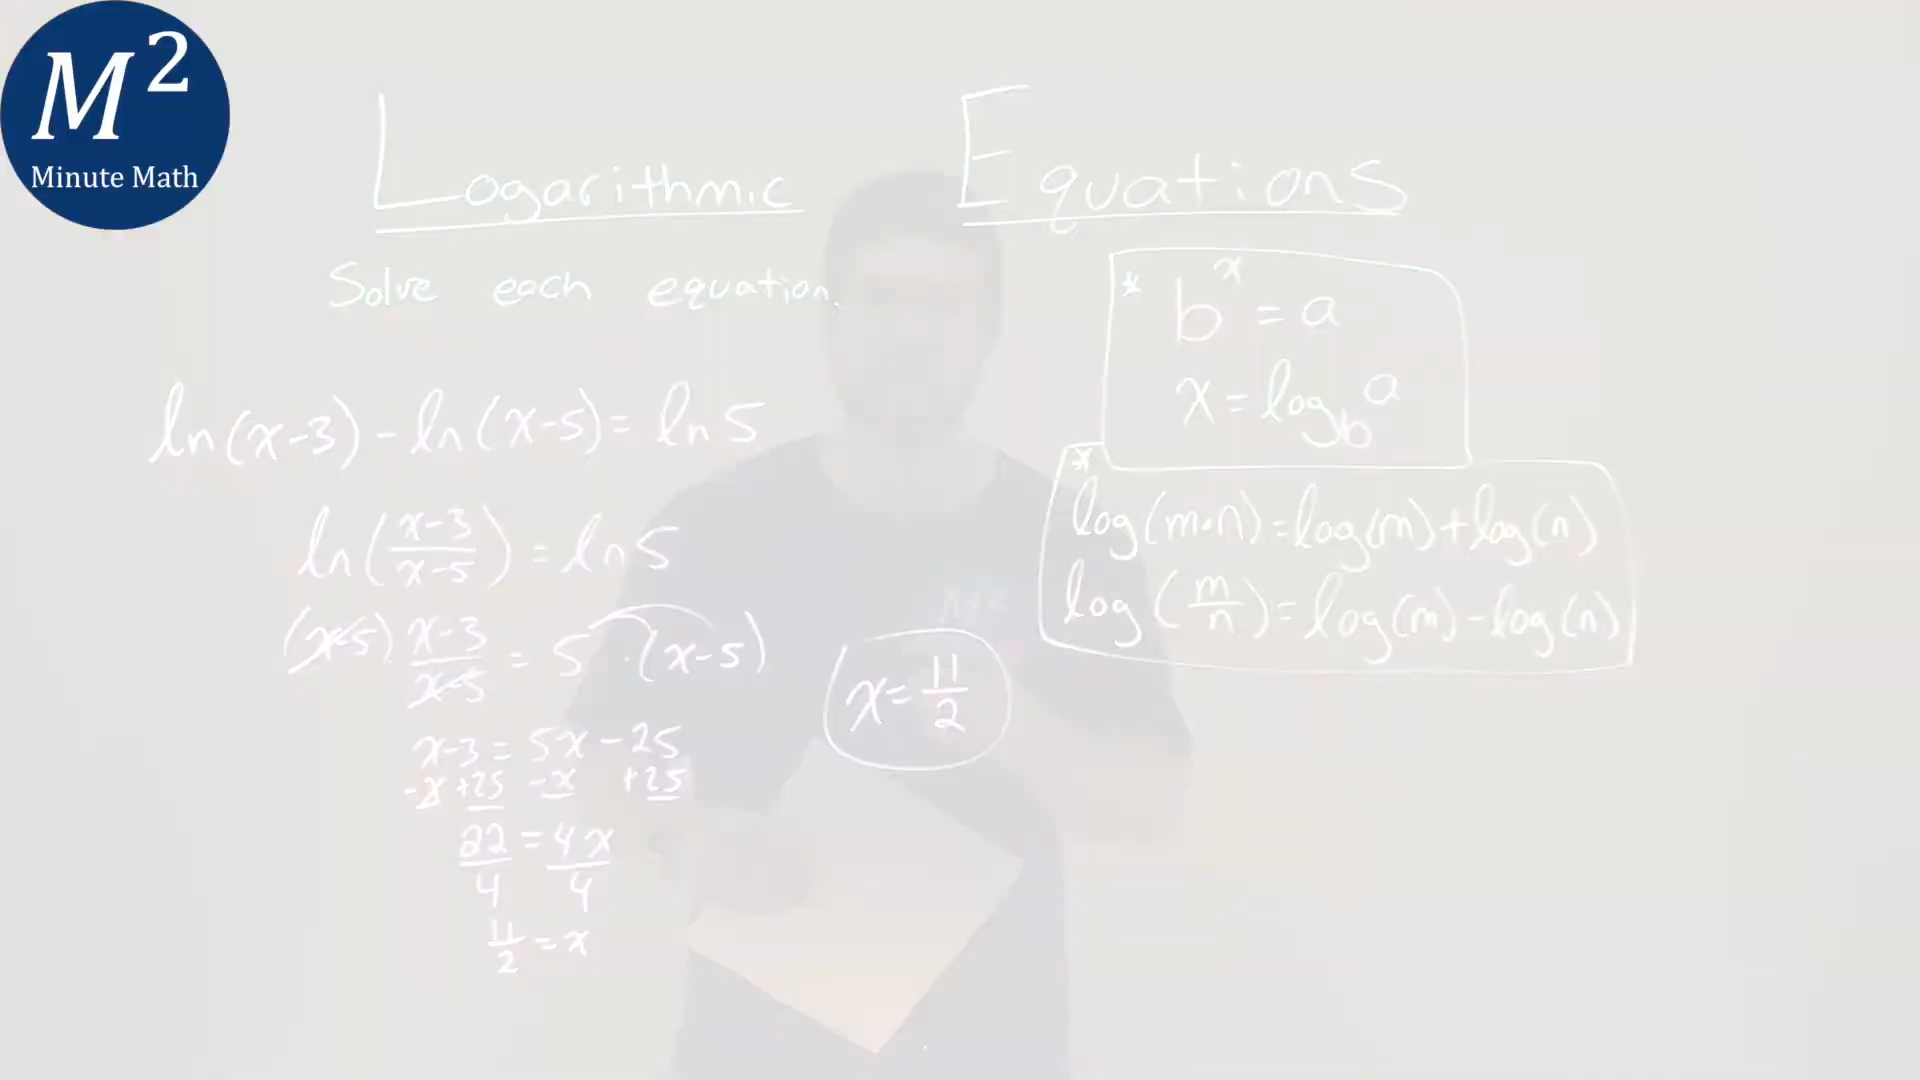 M²
Minute Math
Logarithmic Equations
Solve each equation.
* b^x = a
x = log_b a
ln(x-3) - ln(x-5) = ln 5
* log(m·n) = log(m) + log(n)
log(m/n) = log(m) - log(n)
ln((x-3)/(x-5)) = ln 5
(x-5)· (x-3)/(x-5) = 5 ·(x-5)
x = 11/2
x-3 = 5x - 25
-x +25 -x +25
22/4 = 4x/4
11/2 = x